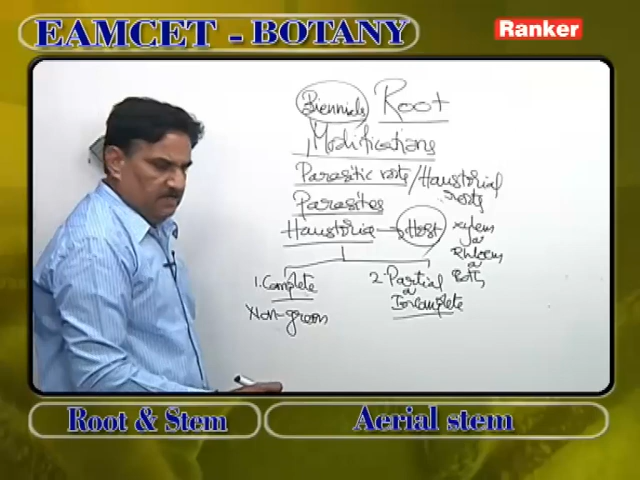 EAMCET - BOTANY
Ranker
Biennials Root
Modifications
Parasitic roots/Haustorial
roots
Parasites
Haustoria → Host xylem
or
Phloem
or
Both
1. Complete 2. Partial
or
Incomplete
Non-green
Root & Stem
Aerial stem